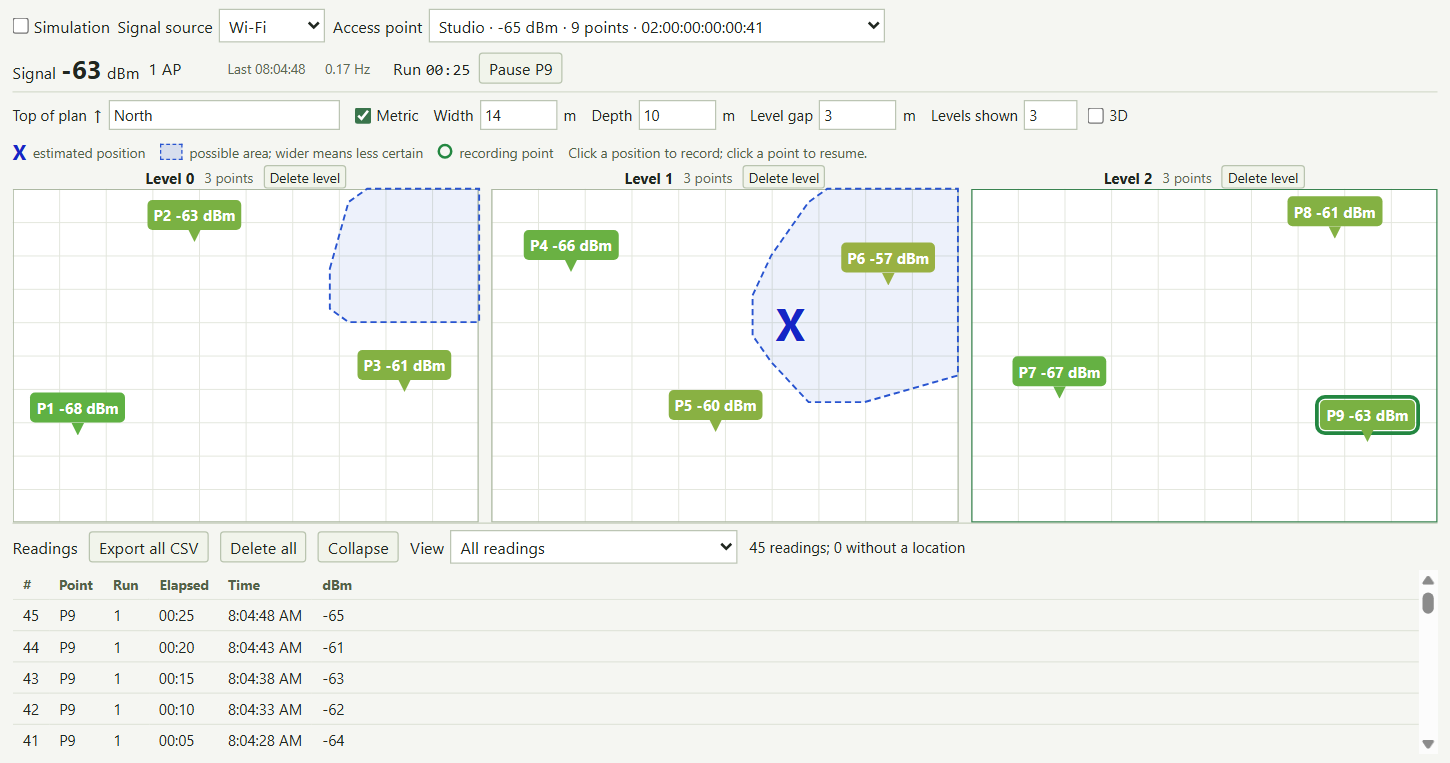 Simulation Signal source Wi-Fi Access point Studio · -65 dBm · 9 points · 02:00:00:00:00:41
Signal -63 dBm 1 AP Last 08:04:48 0.17 Hz Run 00:25 Pause P9
Top of plan ↑ North Metric Width 14 m Depth 10 m Level gap 3 m Levels shown 3 3D
X estimated position possible area; wider means less certain recording point Click a position to record; click a point to resume.
Level 0 3 points Delete level Level 1 3 points Delete level Level 2 3 points Delete level
P2 -63 dBm
P3 -61 dBm
P1 -68 dBm
P4 -66 dBm
P6 -57 dBm
X
P5 -60 dBm
P8 -61 dBm
P7 -67 dBm
P9 -63 dBm
Readings Export all CSV Delete all Collapse View All readings 45 readings; 0 without a location
# Point Run Elapsed Time dBm
45 P9 1 00:25 8:04:48 AM -65
44 P9 1 00:20 8:04:43 AM -61
43 P9 1 00:15 8:04:38 AM -63
42 P9 1 00:10 8:04:33 AM -62
41 P9 1 00:05 8:04:28 AM -64